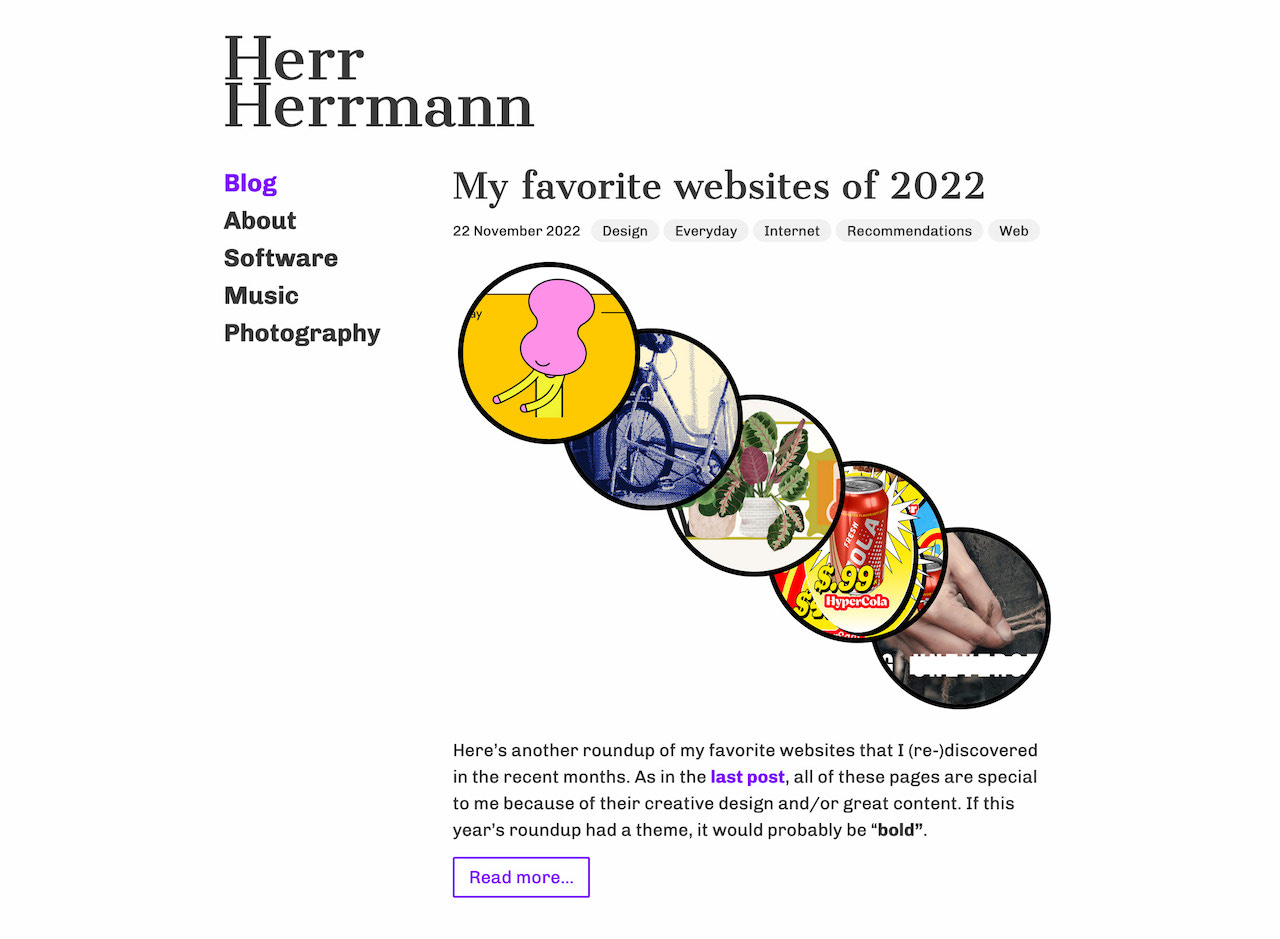 Herr
Herrmann
Blog
About
Software
Music
Photography
My favorite websites of 2022
22 November 2022 Design Everyday Internet Recommendations Web
ay
FRESH
OLA
$.99
HyperCola
Here’s another roundup of my favorite websites that I (re-)discovered
in the recent months. As in the last post, all of these pages are special
to me because of their creative design and/or great content. If this
year’s roundup had a theme, it would probably be “bold”.
Read more...